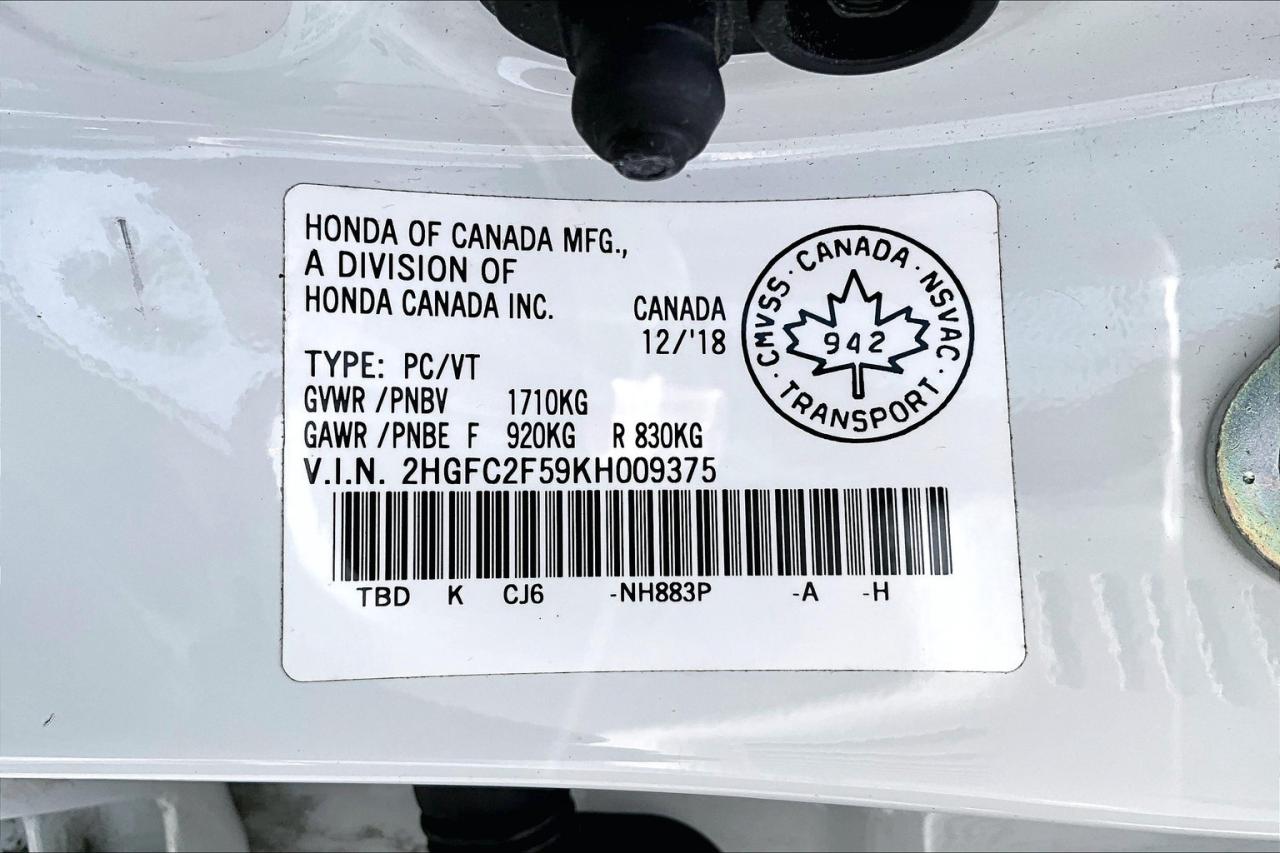 HONDA OF CANADA MFG.,
A DIVISION OF
HONDA CANADA INC.
CANADA
12/'18
TYPE: PC/VT
GVWR /PNBV 1710KG
GAWR /PNBE F 920KG R 830KG
V.I.N. 2HGFC2F59KH009375
TBD K CJ6 -NH883P -A -H
CMVSS · CANADA · NSVAC · TRANSPORT ·
942